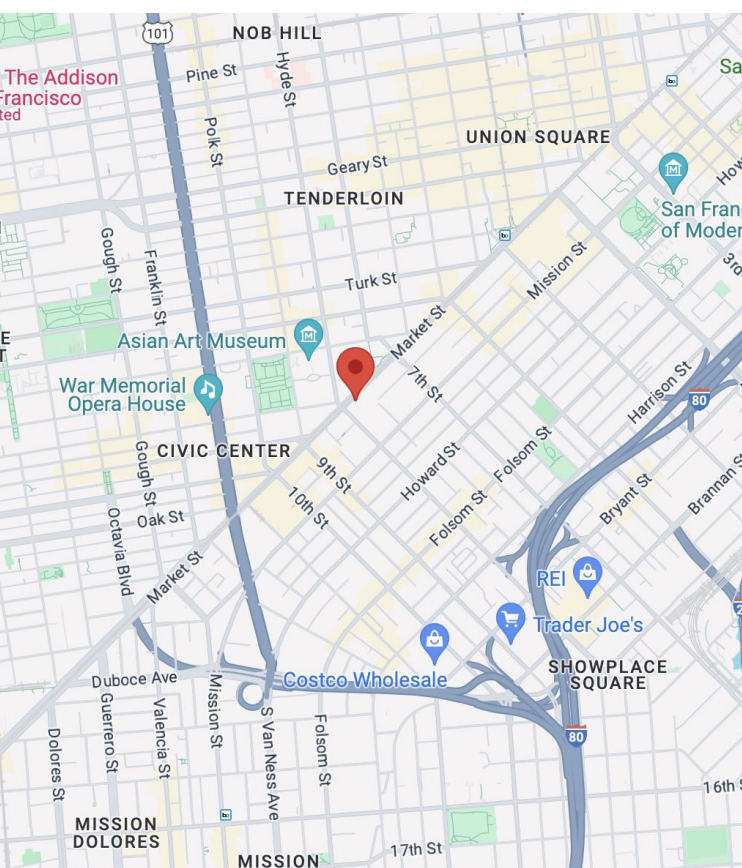 101
NOB HILL
The Addison
Francisco
ted
Pine St
Hyde St
Sa
Polk St
UNION SQUARE
Geary St
TENDERLOIN
San Fran
of Moder
How
3rd
Gough St
Franklin St
Mission St
Turk St
Asian Art Museum
Market St
War Memorial
Opera House
7th St
Harrison St
80
CIVIC CENTER
Gough St
9th St
10th St
Howard St
Folsom St
Folsom St
Bryant St
Brannan S
Oak St
Octavia Blvd
Market St
REI
Trader Joe's
Costco Wholesale
SHOWPLACE
SQUARE
Duboce Ave
Guerrero St
Valencia St
Mission St
S Van Ness Ave
Folsom St
Dolores St
80
16th S
MISSION
DOLORES
MISSION
17th St